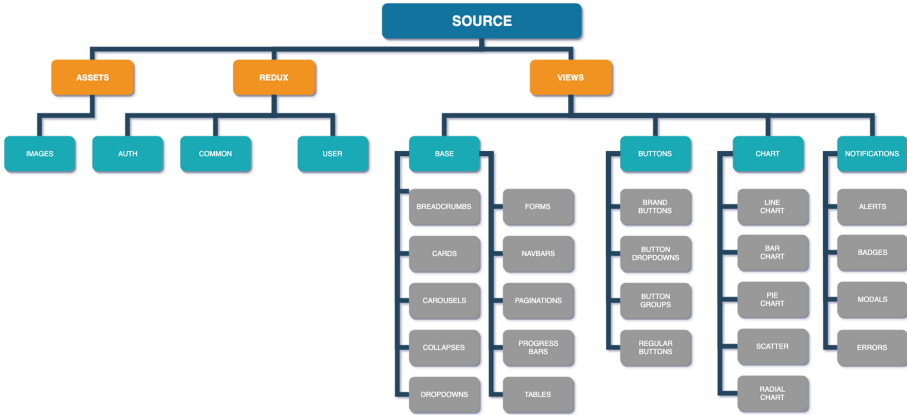 SOURCE
ASSETS
REDUX
VIEWS
IMAGES
AUTH
COMMON
USER
BASE
BUTTONS
CHART
NOTIFICATIONS
BREADCRUMBS
FORMS
BRAND
BUTTONS
LINE
CHART
ALERTS
CARDS
NAVBARS
BUTTON
DROPDOWNS
BAR
CHART
BADGES
CAROUSELS
PAGINATIONS
BUTTON
GROUPS
PIE
CHART
MODALS
COLLAPSES
PROGRESS
BARS
REGULAR
BUTTONS
SCATTER
ERRORS
DROPDOWNS
TABLES
RADIAL
CHART